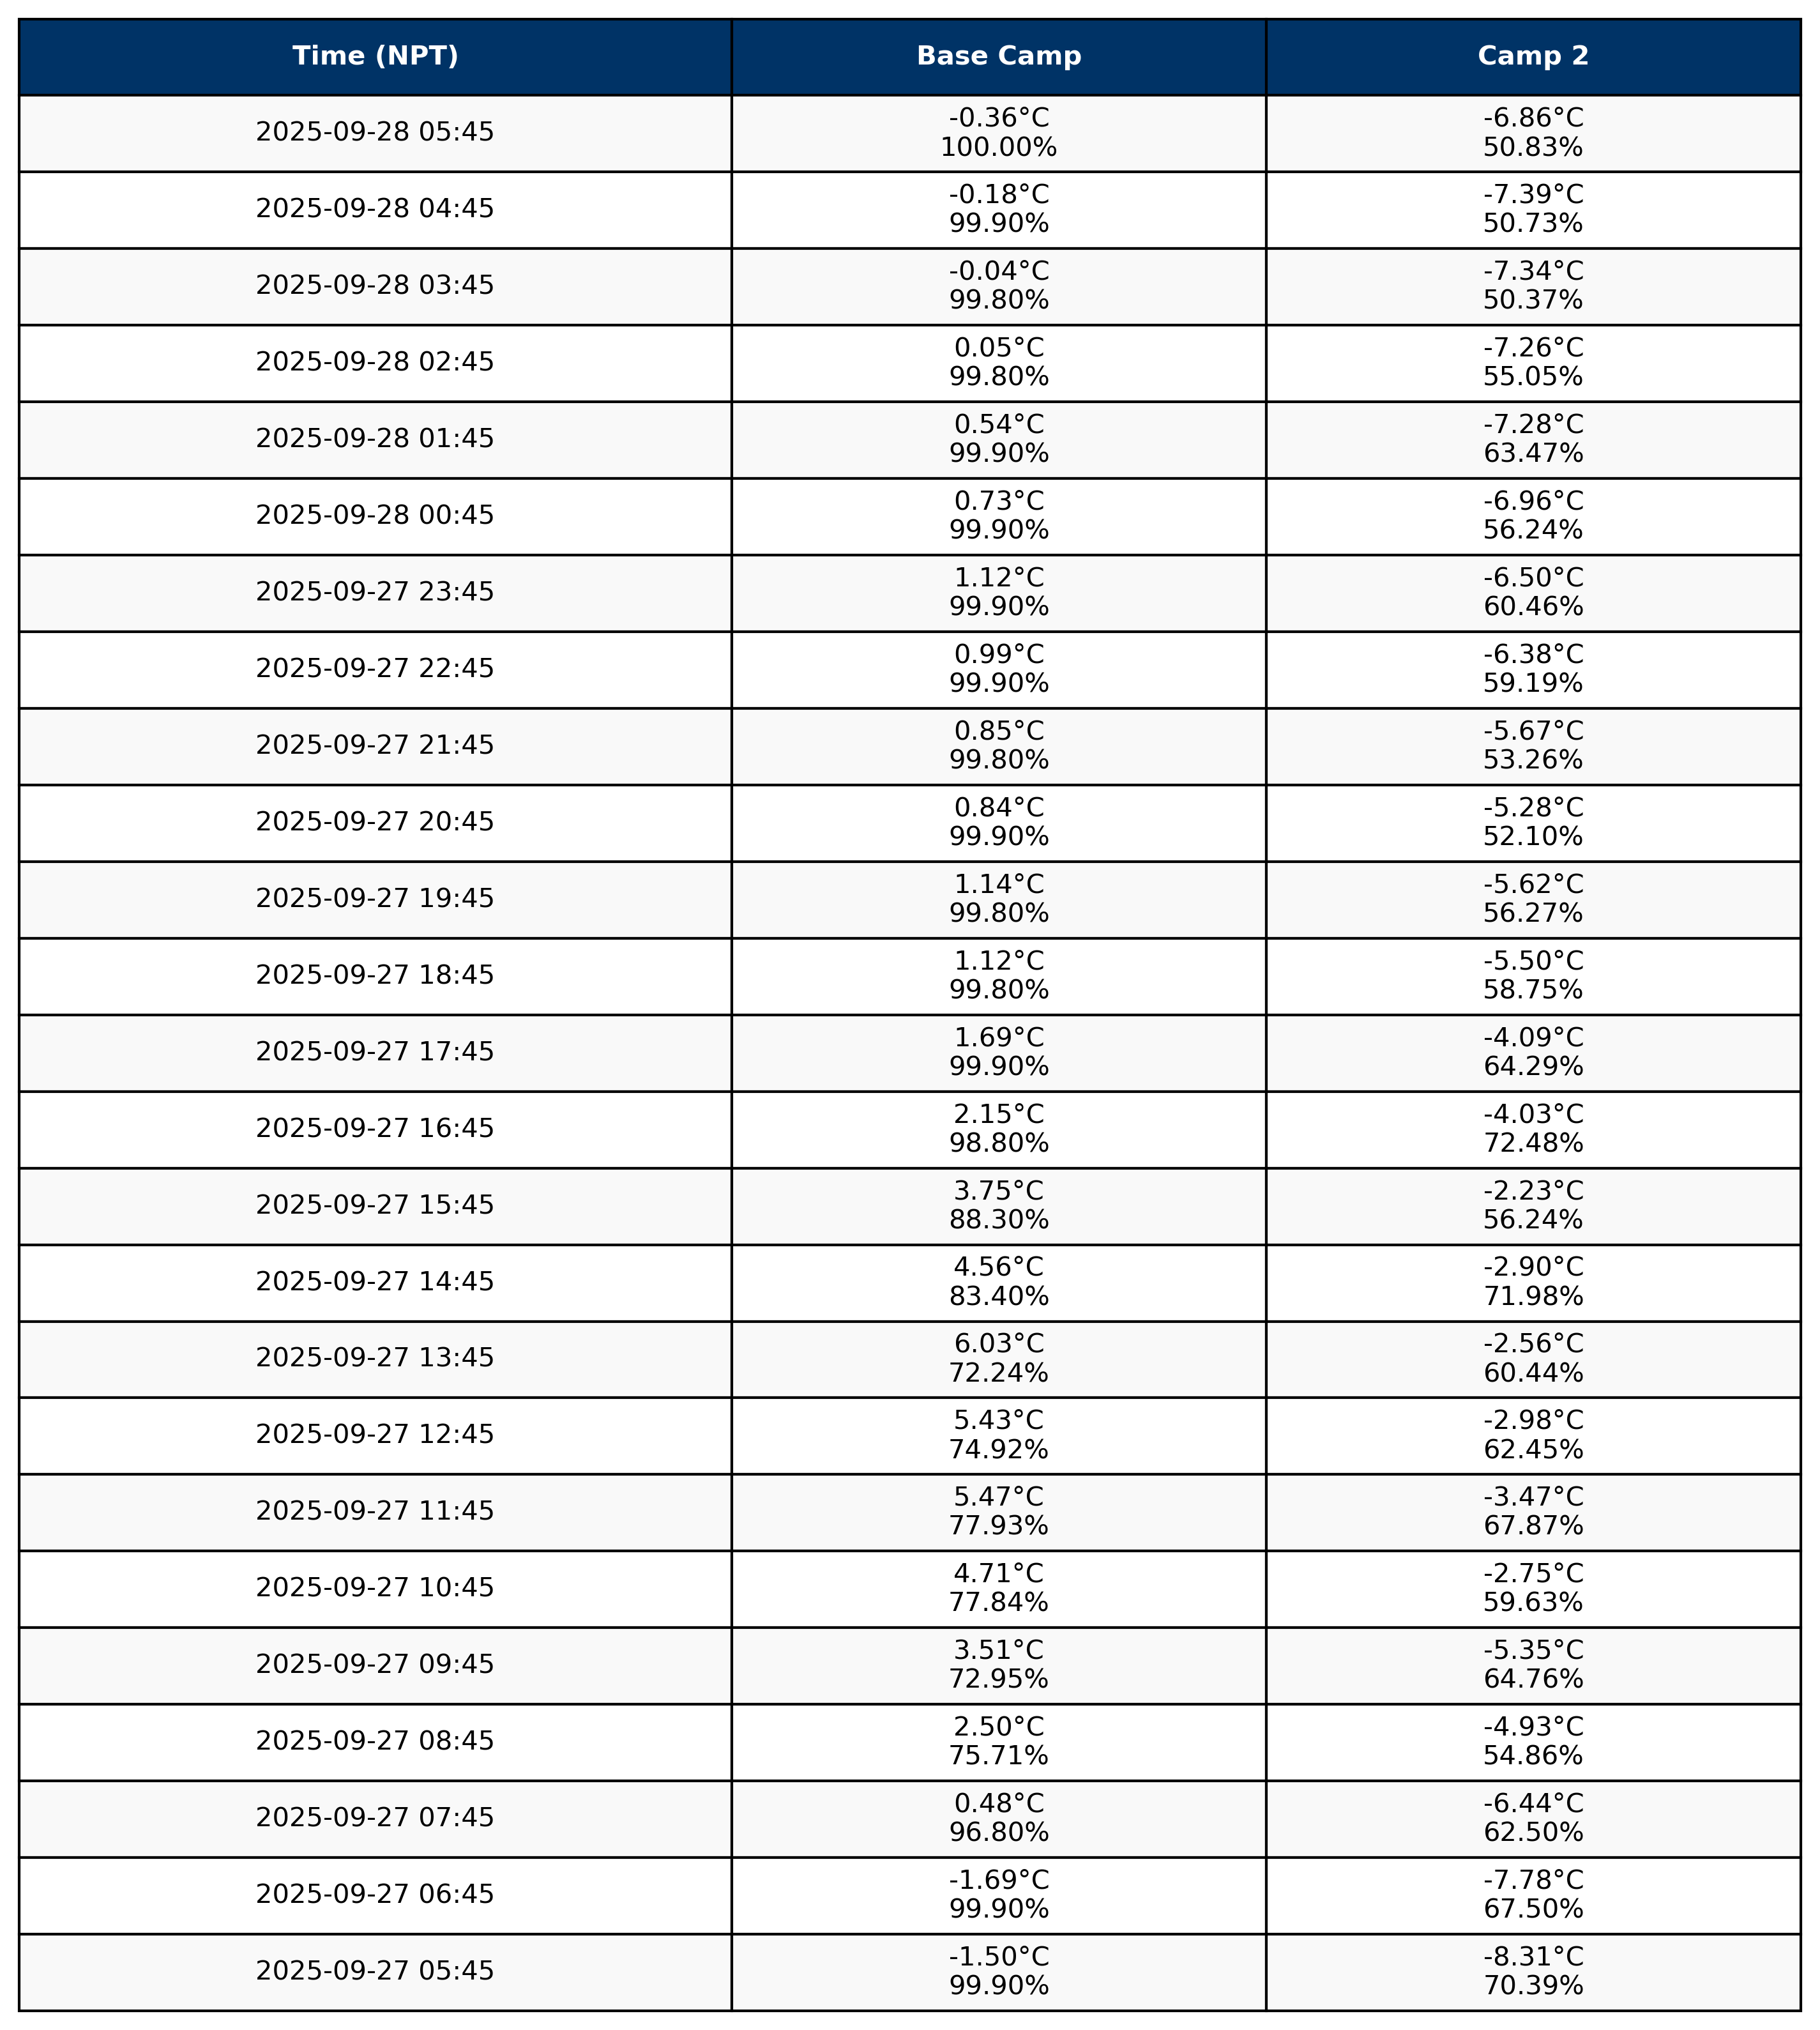 Time (NPT) Base Camp Camp 2
2025-09-28 05:45 -0.36°C -6.86°C
100.00% 50.83%
2025-09-28 04:45 -0.18°C -7.39°C
99.90% 50.73%
2025-09-28 03:45 -0.04°C -7.34°C
99.80% 50.37%
2025-09-28 02:45 0.05°C -7.26°C
99.80% 55.05%
2025-09-28 01:45 0.54°C -7.28°C
99.90% 63.47%
2025-09-28 00:45 0.73°C -6.96°C
99.90% 56.24%
2025-09-27 23:45 1.12°C -6.50°C
99.90% 60.46%
2025-09-27 22:45 0.99°C -6.38°C
99.90% 59.19%
2025-09-27 21:45 0.85°C -5.67°C
99.80% 53.26%
2025-09-27 20:45 0.84°C -5.28°C
99.90% 52.10%
2025-09-27 19:45 1.14°C -5.62°C
99.80% 56.27%
2025-09-27 18:45 1.12°C -5.50°C
99.80% 58.75%
2025-09-27 17:45 1.69°C -4.09°C
99.90% 64.29%
2025-09-27 16:45 2.15°C -4.03°C
98.80% 72.48%
2025-09-27 15:45 3.75°C -2.23°C
88.30% 56.24%
2025-09-27 14:45 4.56°C -2.90°C
83.40% 71.98%
2025-09-27 13:45 6.03°C -2.56°C
72.24% 60.44%
2025-09-27 12:45 5.43°C -2.98°C
74.92% 62.45%
2025-09-27 11:45 5.47°C -3.47°C
77.93% 67.87%
2025-09-27 10:45 4.71°C -2.75°C
77.84% 59.63%
2025-09-27 09:45 3.51°C -5.35°C
72.95% 64.76%
2025-09-27 08:45 2.50°C -4.93°C
75.71% 54.86%
2025-09-27 07:45 0.48°C -6.44°C
96.80% 62.50%
2025-09-27 06:45 -1.69°C -7.78°C
99.90% 67.50%
2025-09-27 05:45 -1.50°C -8.31°C
99.90% 70.39%